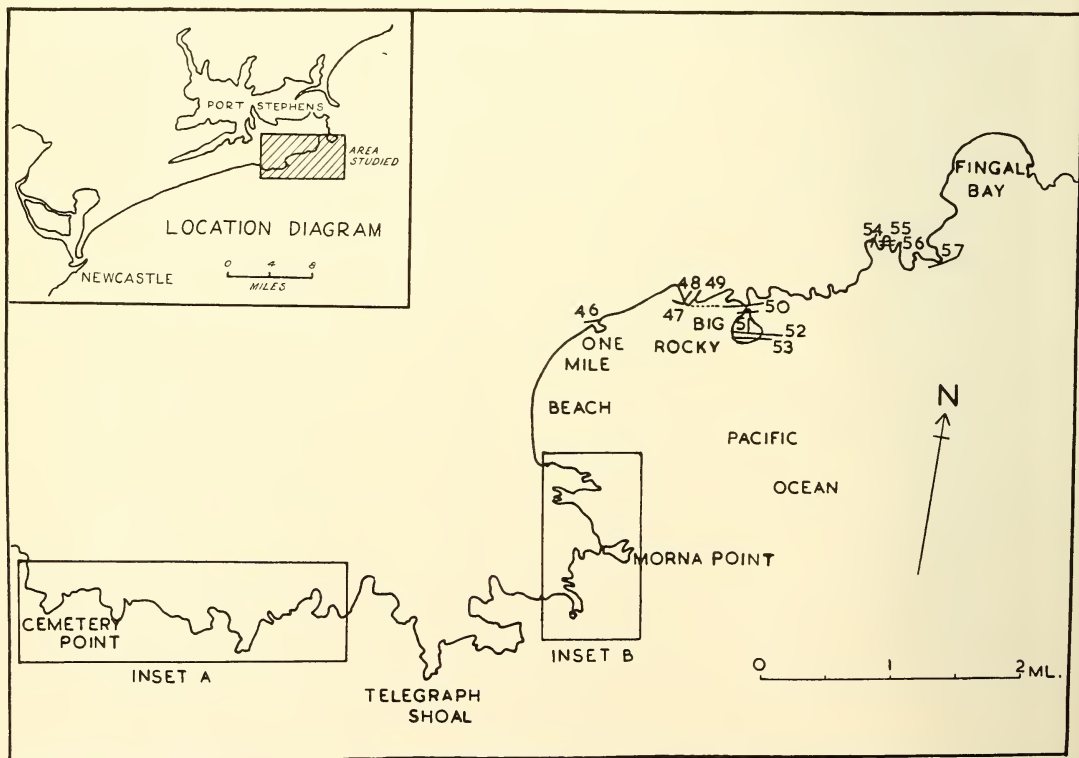 PORT STEPHENS
AREA
STUDIED
LOCATION DIAGRAM
0 4 8
MILES
NEWCASTLE
FINGAL
BAY
54 55
56 57
48 49
46
47
50
BIG 51
52
ROCKY
53
ONE
MILE
BEACH
N
PACIFIC
OCEAN
MORNA POINT
CEMETERY
POINT
INSET A
INSET B
TELEGRAPH
SHOAL
0 1 2 ML.